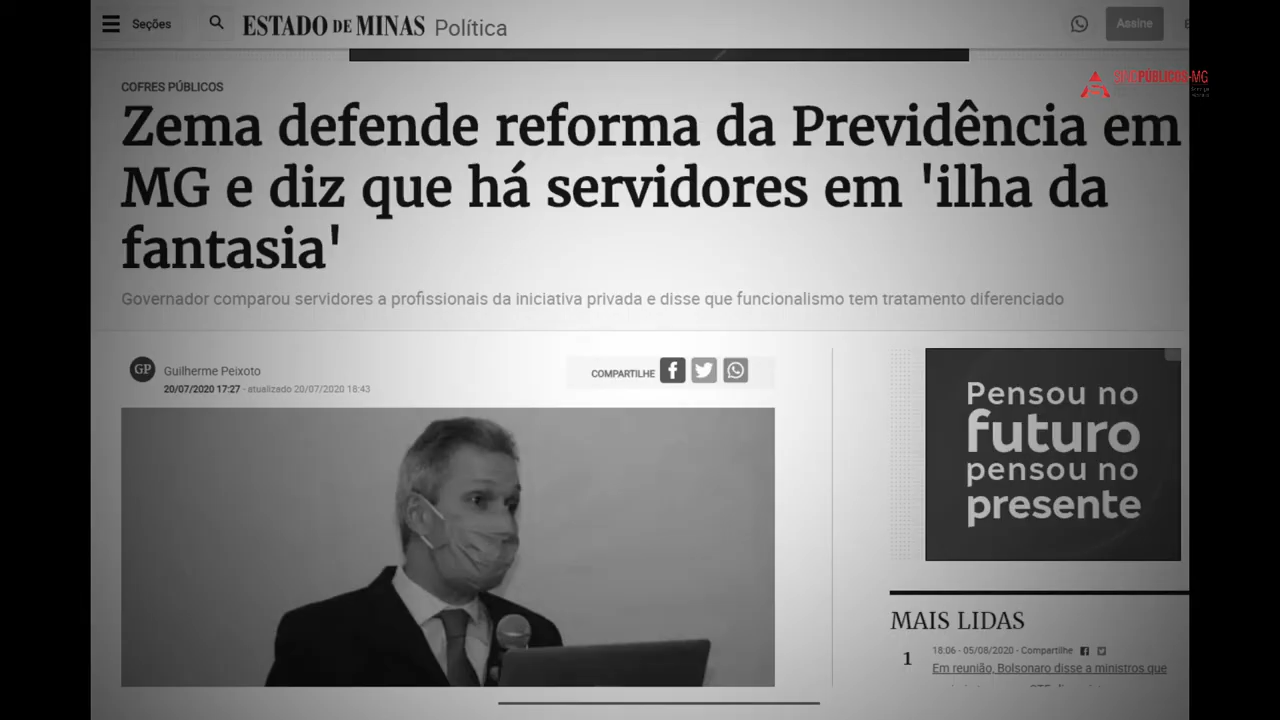 Seções
ESTADO DE MINAS Política
Assine
PÚBLICOS-MG
COFRES PÚBLICOS
Zema defende reforma da Previdência em
MG e diz que há servidores em 'ilha da
fantasia'
Governador comparou servidores a profissionais da iniciativa privada e disse que funcionalismo tem tratamento diferenciado
GP Guilherme Peixoto
20/07/2020 17:27 - atualizado 20/07/2020 18:43
COMPARTILHE
Pensou no
futuro
pensou no
presente
MAIS LIDAS
1
18:06 - 05/08/2020 - Compartilhe
Em reunião, Bolsonaro disse a ministros que